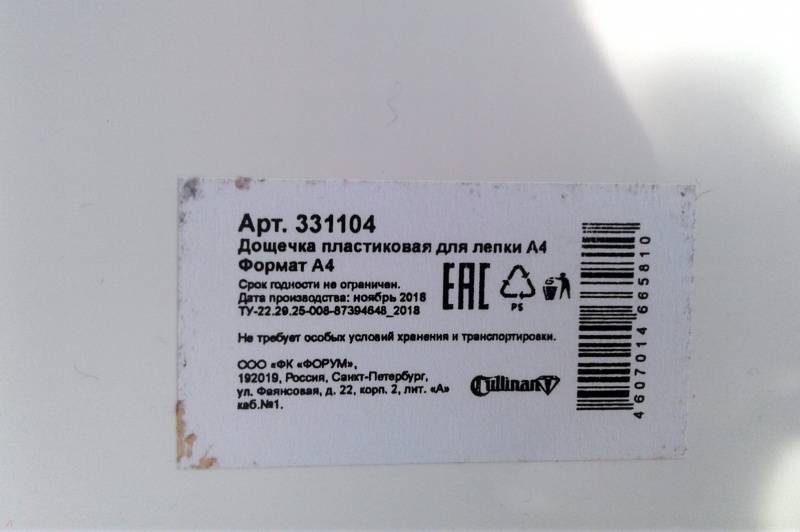 Арт. 331104
Дощечка пластиковая для лепки А4
Формат А4
Срок годности не ограничен.
Дата производства: ноябрь 2018
ТУ-22.29.25-008-87394648_2018
EAC
PS
Не требует особых условий хранения и транспортировки.
ООО «ФК «ФОРУМ»,
192019, Россия, Санкт-Петербург,
ул. Фаянсовая, д. 22, корп. 2, лит. «А»
каб.№1.
Cullinan
4607014 665810